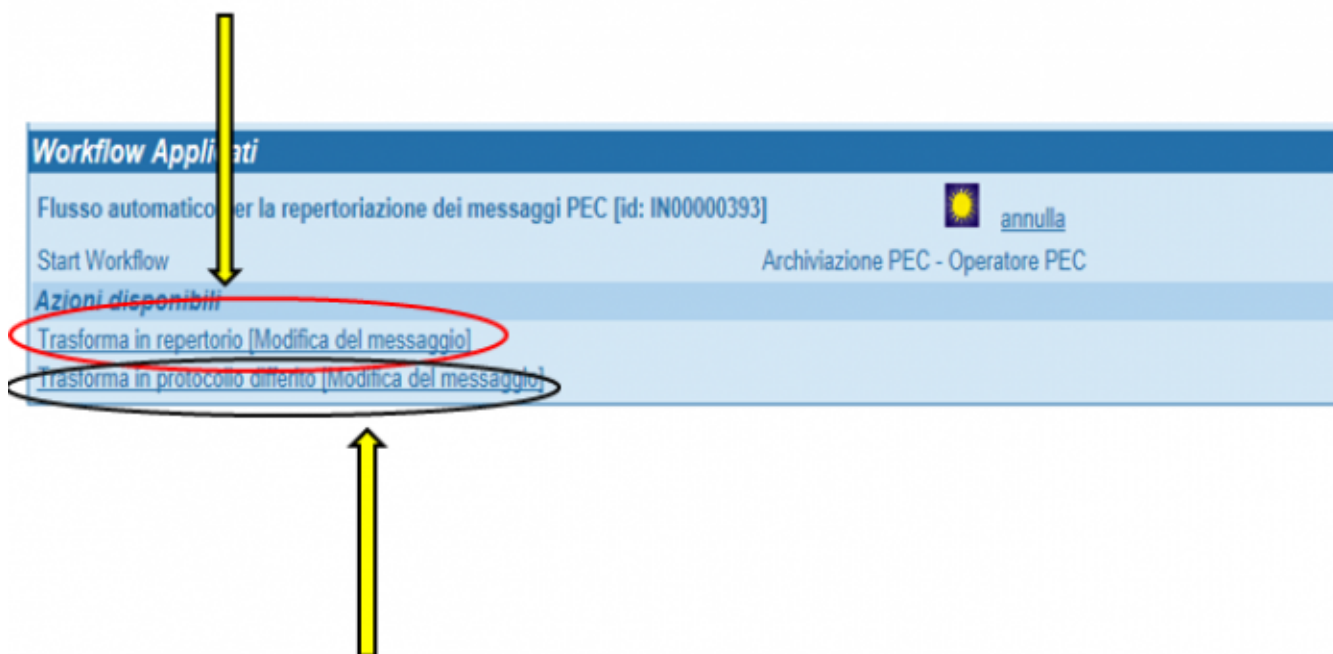 Workflow Applicati
Flusso automatico per la repertoriazione dei messaggi PEC [id: IN00000393]
annulla
Start Workflow
Archiviazione PEC - Operatore PEC
Azioni disponibili
Trasforma in repertorio [Modifica del messaggio]
Trasforma in protocollo differito [Modifica del messaggio]